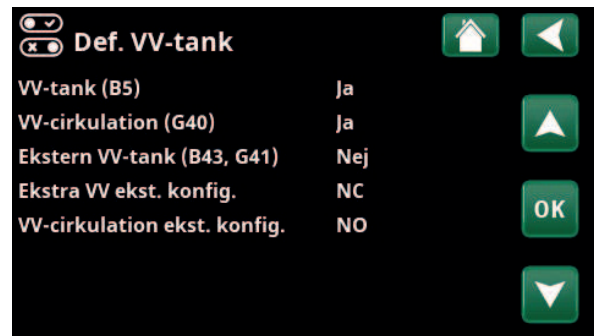 Def. VV-tank
VV-tank (B5) Ja
VV-cirkulation (G40) Ja
Ekstern VV-tank (B43, G41) Nej
Ekstra VV ekst. konfig. NC
VV-cirkulation ekst. konfig. NO
OK